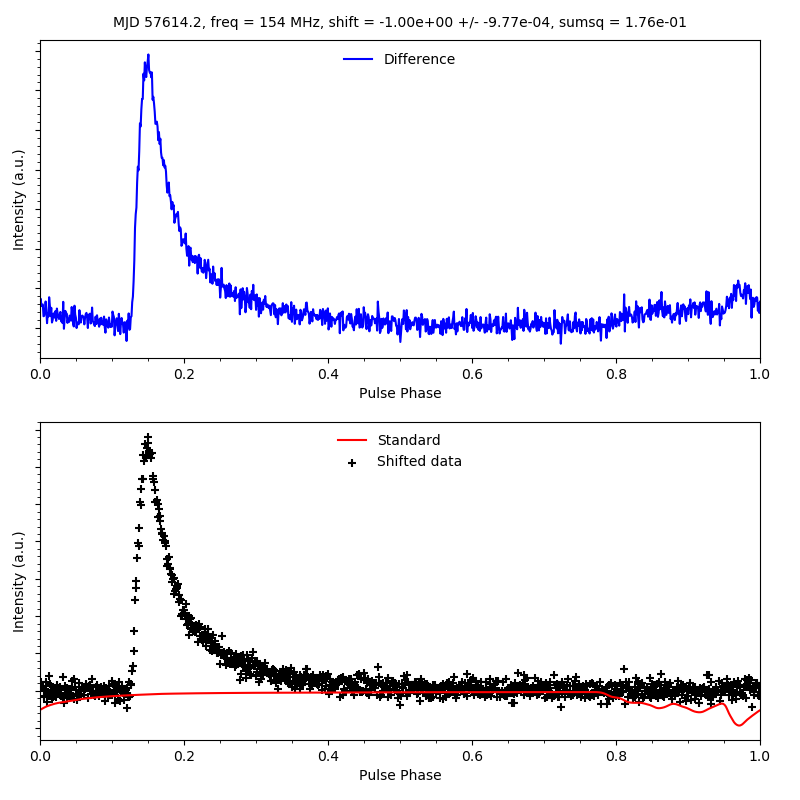 MJD 57614.2, freq = 154 MHz, shift = -1.00e+00 +/- -9.77e-04, sumsq = 1.76e-01
Difference
Intensity (a.u.)
0.0 0.2 0.4 0.6 0.8 1.0
Pulse Phase
Standard
Shifted data
Intensity (a.u.)
0.0 0.2 0.4 0.6 0.8 1.0
Pulse Phase